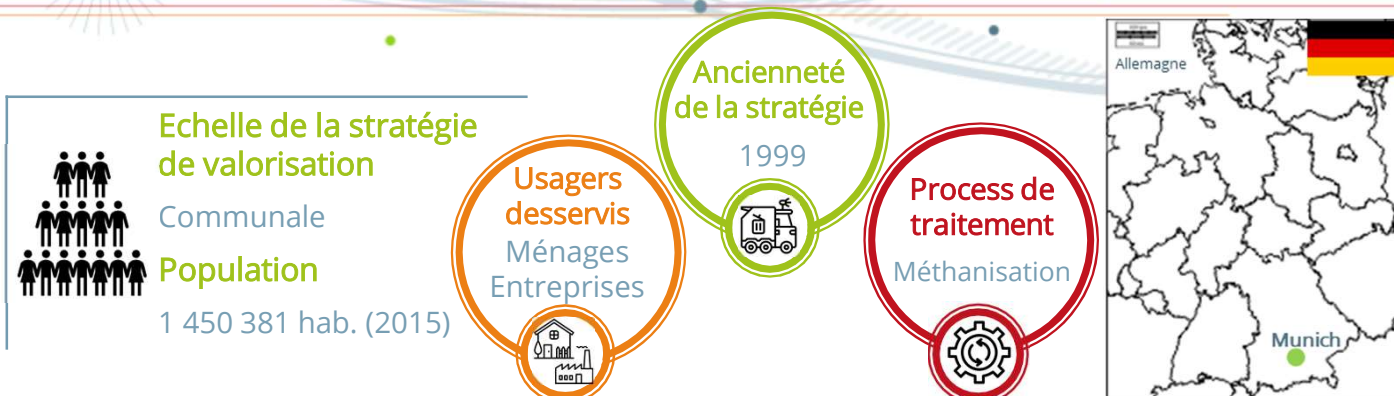 Echelle de la stratégie
de valorisation
Communale
Population
1 450 381 hab. (2015)
Usagers
desservis
Ménages
Entreprises
Ancienneté
de la stratégie
1999
Process de
traitement
Méthanisation
Allemagne
Munich